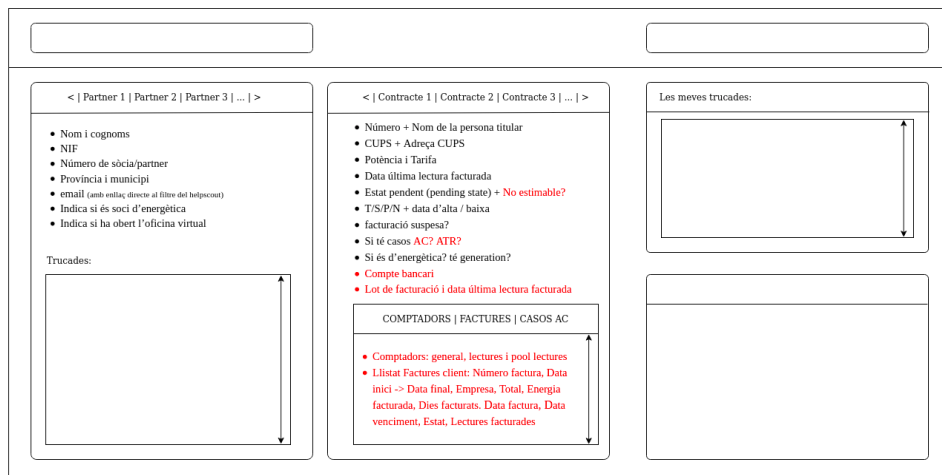 < | Partner 1 | Partner 2 | Partner 3 | ... | >
Nom i cognoms
NIF
Número de sòcia/partner
Província i municipi
email (amb enllaç directe al filtre del helpscout)
Indica si és soci d'energètica
Indica si ha obert l'oficina virtual
Trucades:
< | Contracte 1 | Contracte 2 | Contracte 3 | ... | >
Número + Nom de la persona titular
CUPS + Adreça CUPS
Potència i Tarifa
Data última lectura facturada
Estat pendent (pending state) + No estimable?
T/S/P/N + data d'alta / baixa
facturació suspesa?
Si té casos AC? ATR?
Si és d'energètica? té generation?
Compte bancari
Lot de facturació i data última lectura facturada
COMPTADORS | FACTURES | CASOS AC
Comptadors: general, lectures i pool lectures
Llistat Factures client: Número factura, Data
inici -> Data final, Empresa, Total, Energia
facturada, Dies facturats. Data factura, Data
venciment, Estat, Lectures facturades
Les meves trucades: